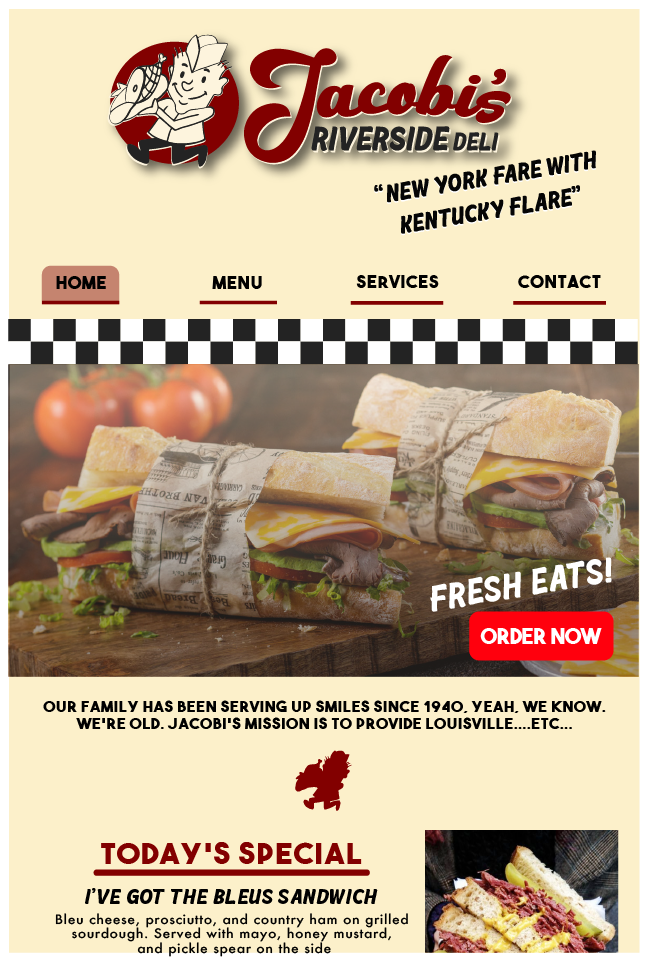 Jacobi's
RIVERSIDE DELI
“NEW YORK FARE WITH
KENTUCKY FLARE”
HOME
MENU
SERVICES
CONTACT
VAN BROTHE
FRESH EATS!
ORDER NOW
OUR FAMILY HAS BEEN SERVING UP SMILES SINCE 1940, YEAH, WE KNOW.
WE'RE OLD. JACOBI'S MISSION IS TO PROVIDE LOUISVILLE....ETC...
TODAY'S SPECIAL
I'VE GOT THE BLEUS SANDWICH
Bleu cheese, prosciutto, and country ham on grilled
sourdough. Served with mayo, honey mustard,
and pickle spear on the side